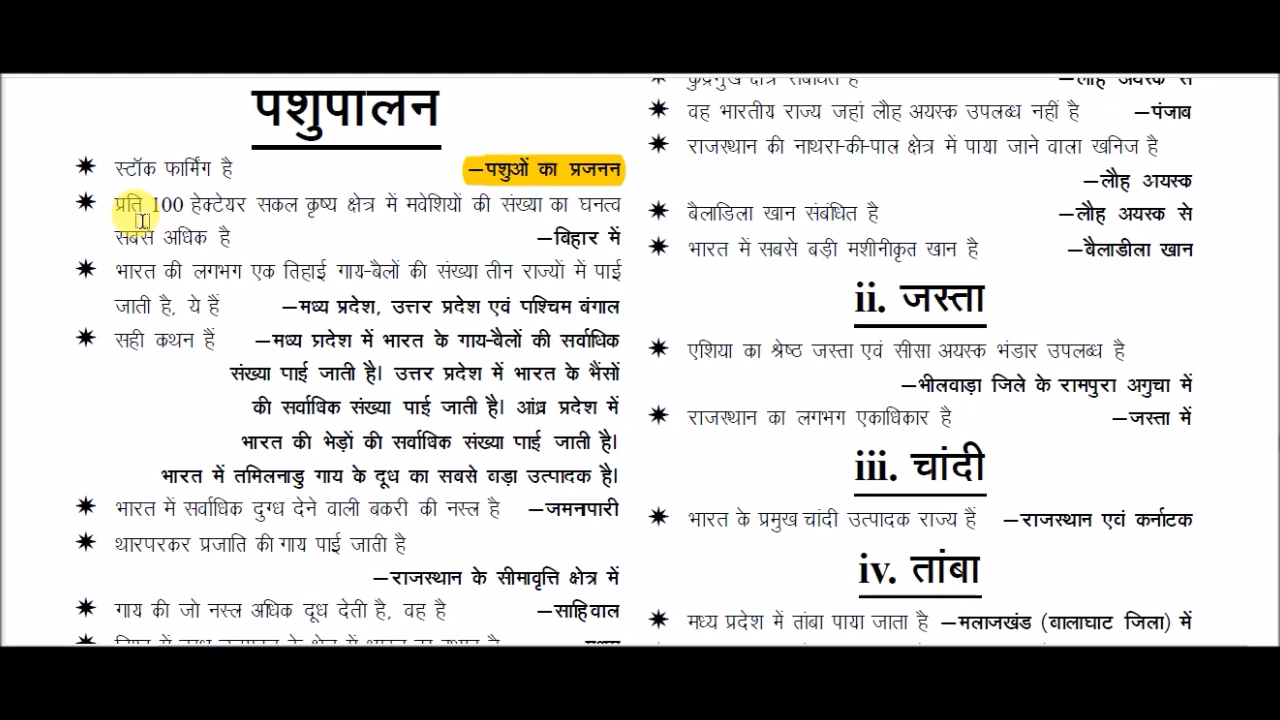 पशुपालन
✷ स्टॉक फार्मिंग है –पशुओं का प्रजनन
✷ प्रति 100 हेक्टेयर सकल कृष्य क्षेत्र में मवेशियों की संख्या का घनत्व
सबसे अधिक है –बिहार में
✷ भारत की लगभग एक तिहाई गाय-बैलों की संख्या तीन राज्यों में पाई
जाती है, ये हैं –मध्य प्रदेश, उत्तर प्रदेश एवं पश्चिम बंगाल
✷ सही कथन हैं –मध्य प्रदेश में भारत के गाय-बैलों की सर्वाधिक
संख्या पाई जाती है। उत्तर प्रदेश में भारत के भैंसों
की सर्वाधिक संख्या पाई जाती है। आंध्र प्रदेश में
भारत की भेड़ों की सर्वाधिक संख्या पाई जाती है।
भारत में तमिलनाडु गाय के दूध का सबसे बड़ा उत्पादक है।
✷ भारत में सर्वाधिक दुग्ध देने वाली बकरी की नस्ल है –जमनापारी
✷ थारपरकर प्रजाति की गाय पाई जाती है
–राजस्थान के सीमावृत्ति क्षेत्र में
✷ गाय की जो नस्ल अधिक दूध देती है, वह है –साहिवाल
✷ वह भारतीय राज्य जहां लौह अयस्क उपलब्ध नहीं है –पंजाब
✷ राजस्थान की नाथरा-की-पाल क्षेत्र में पाया जाने वाला खनिज है
–लौह अयस्क
✷ बैलाडिला खान संबंधित है –लौह अयस्क से
✷ भारत में सबसे बड़ी मशीनीकृत खान है –बैलाडीला खान
ii. जस्ता
✷ एशिया का श्रेष्ठ जस्ता एवं सीसा अयस्क भंडार उपलब्ध है
–भीलवाड़ा जिले के रामपुरा अगुचा में
✷ राजस्थान का लगभग एकाधिकार है –जस्ता में
iii. चांदी
✷ भारत के प्रमुख चांदी उत्पादक राज्य हैं –राजस्थान एवं कर्नाटक
iv. तांबा
✷ मध्य प्रदेश में तांबा पाया जाता है –मलाजखंड (बालाघाट जिला) में